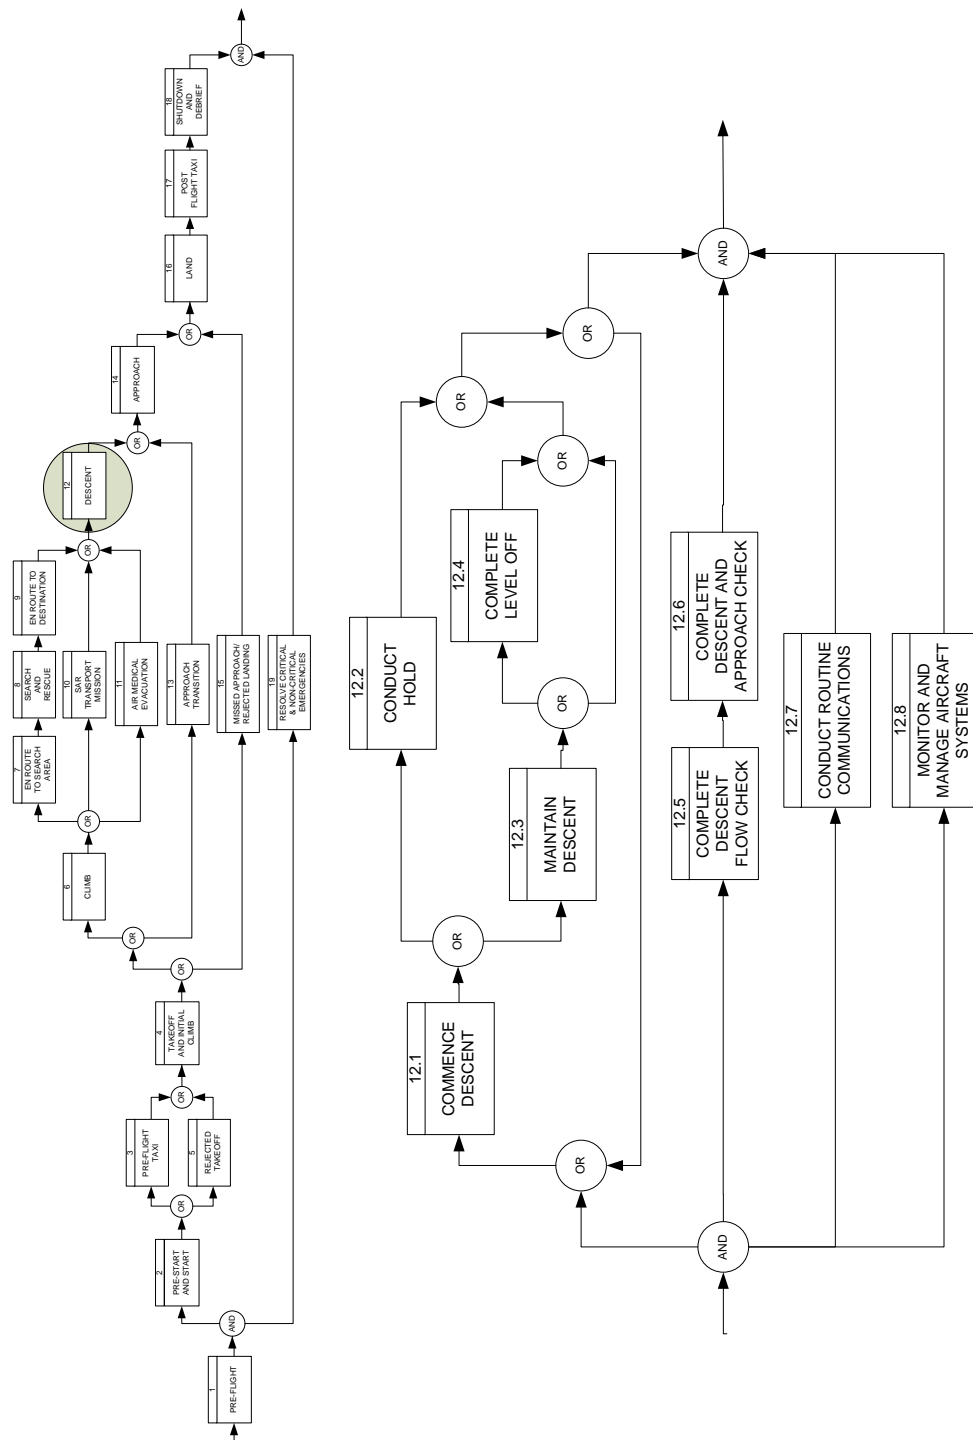 1
PRE-FLIGHT
AND
2
PRE-START
AND START
OR
3
PRE-FLIGHT
TAXI
5
REJECTED
TAKEOFF
OR
4
TAKEOFF
AND INITIAL
CLIMB
OR
OR
6
CLIMB
OR
7
EN ROUTE
TO SEARCH
AREA
8
SEARCH
AND
RESCUE
9
EN ROUTE TO
DESTINATION
10
SAR
TRANSPORT
MISSION
11
AIR MEDICAL
EVACUATION
OR
12
DESCENT
13
APPROACH
TRANSITION
OR
14
APPROACH
15
MISSED APPROACH/
REJECTED LANDING
OR
16
LAND
17
POST
FLIGHT TAXI
18
SHUTDOWN
AND
DEBRIEF
19
RESOLVE CRITICAL
& NON-CRITICAL
EMERGENCIES
AND
AND
OR
12.1
COMMENCE
DESCENT
OR
12.2
CONDUCT
HOLD
12.3
MAINTAIN
DESCENT
OR
12.4
COMPLETE
LEVEL OFF
OR
OR
OR
12.5
COMPLETE
DESCENT
FLOW CHECK
12.6
COMPLETE
DESCENT AND
APPROACH CHECK
12.7
CONDUCT ROUTINE
COMMUNICATIONS
12.8
MONITOR AND
MANAGE AIRCRAFT
SYSTEMS
AND